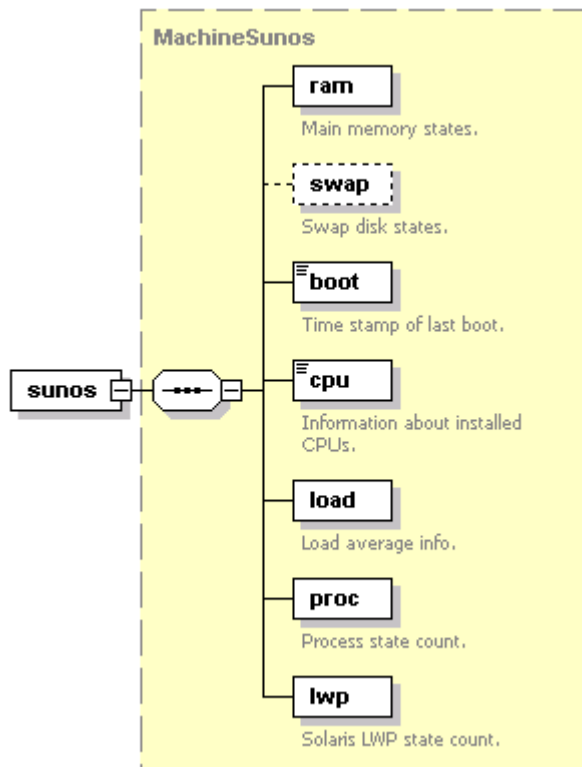 MachineSunos
ram
Main memory states.
swap
Swap disk states.
boot
Time stamp of last boot.
sunos
cpu
Information about installed
CPUs.
load
Load average info.
proc
Process state count.
lwp
Solaris LWP state count.